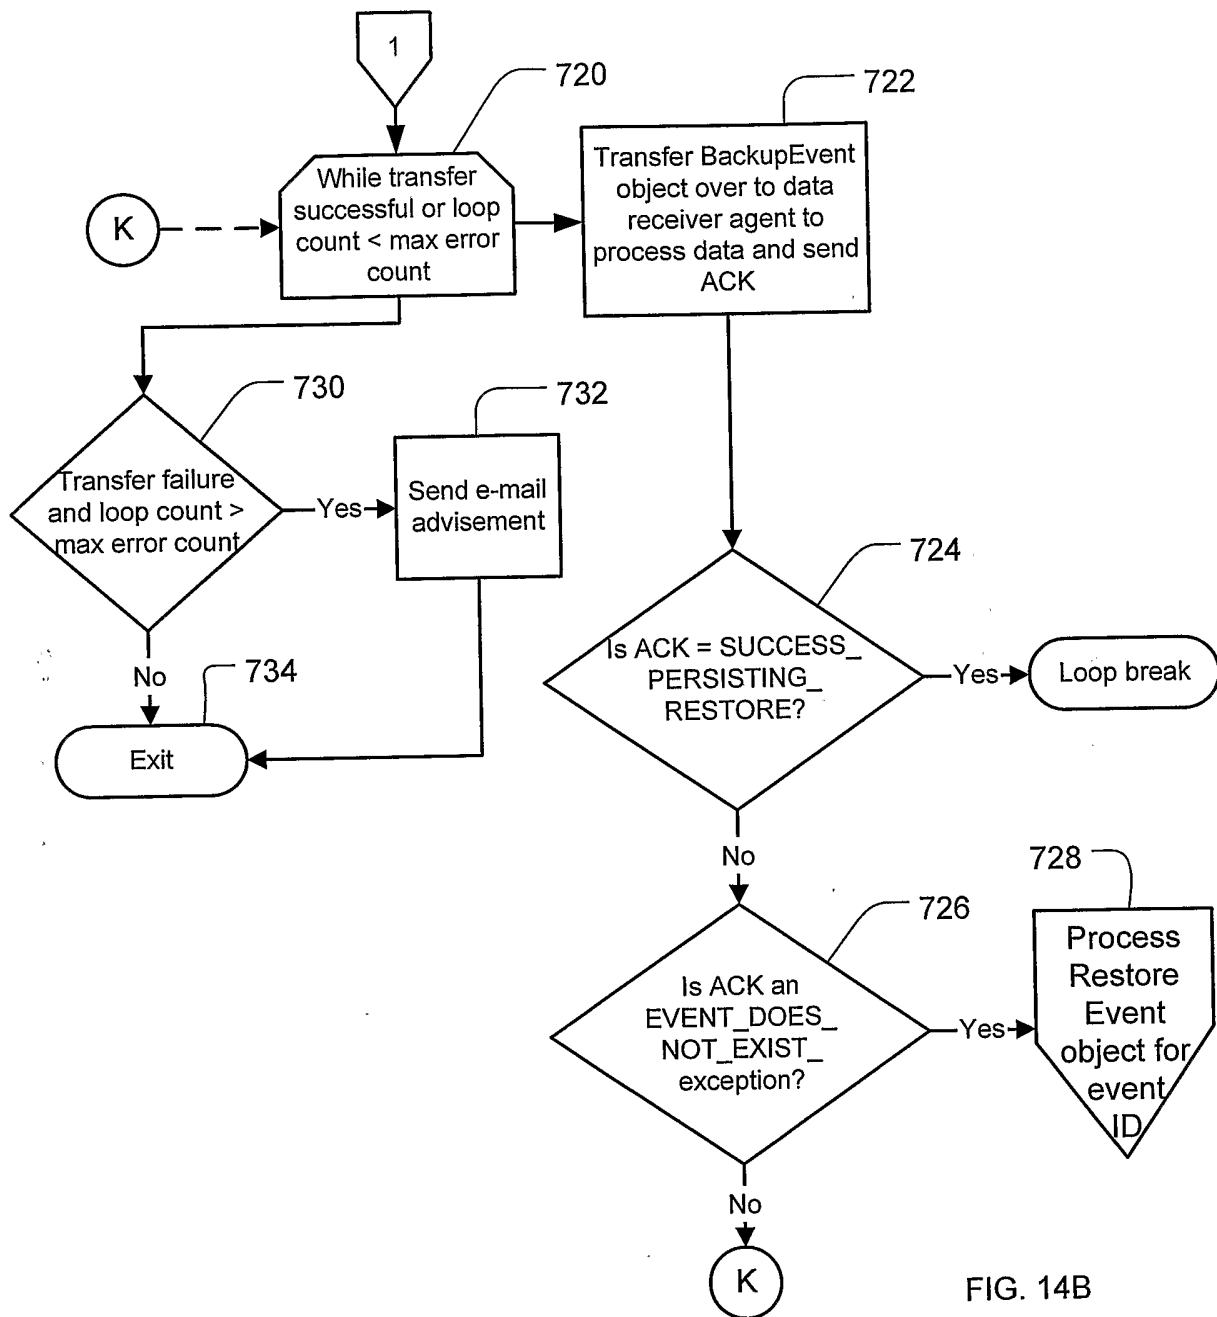 1
720
722
While transfer
successful or loop
count < max error
count
K
Transfer BackupEvent
object over to data
receiver agent to
process data and send
ACK
730
732
Transfer failure
and loop count >
max error count
Yes
Send e-mail
advisement
No
734
Exit
724
Is ACK = SUCCESS_
PERSISTING_
RESTORE?
Yes
Loop break
No
726
728
Is ACK an
EVENT_DOES_
NOT_EXIST_
exception?
Yes
Process
Restore
Event
object for
event
ID
No
K
FIG. 14B